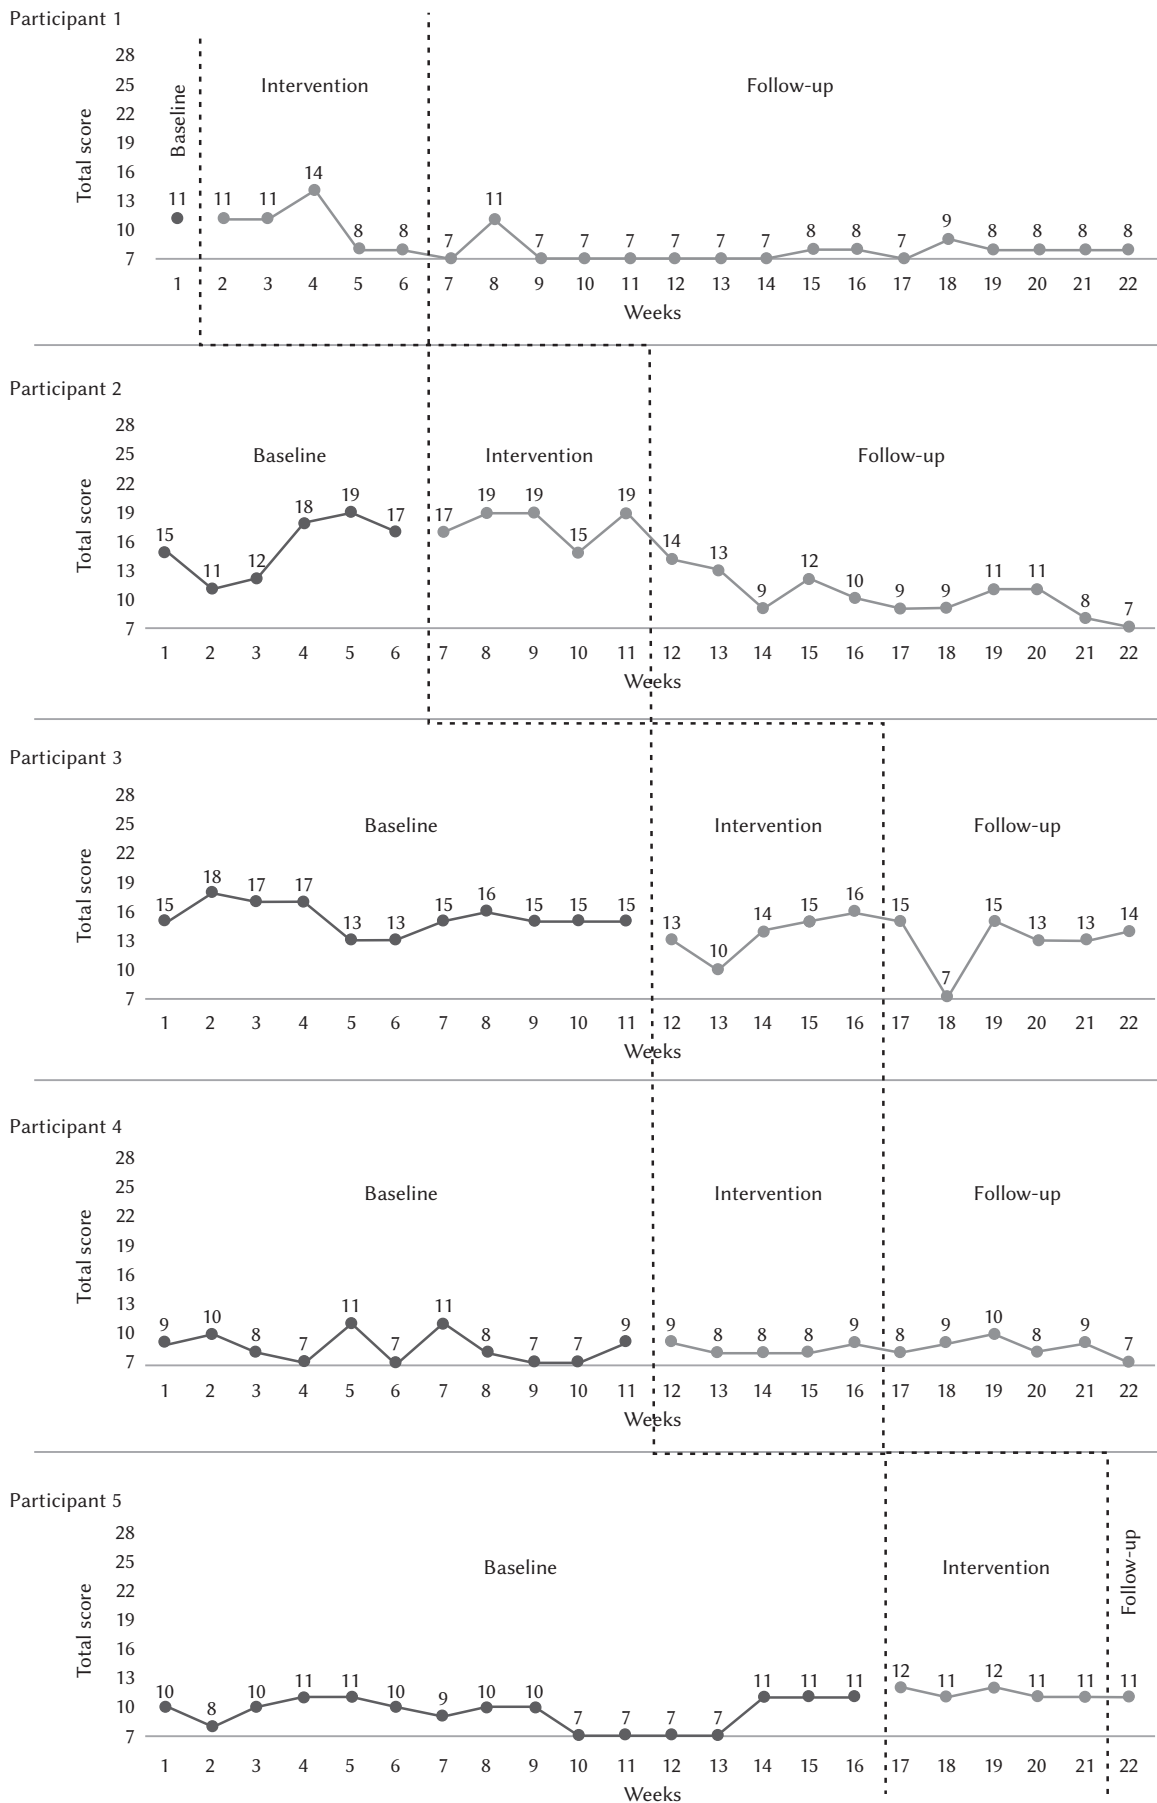 Participant 1
28
25
22
19
16
13
10
7
Total score
Baseline
Intervention
Follow-up
11 11 11 14 8 8 7 11 7 7 7 7 7 7 8 8 7 9 8 8 8 8
1 2 3 4 5 6 7 8 9 10 11 12 13 14 15 16 17 18 19 20 21 22
Weeks
Participant 2
28
25
22
19
16
13
10
7
Total score
Baseline
Intervention
Follow-up
15 11 12 18 19 17 17 19 19 15 19 14 13 9 12 10 9 9 11 11 8 7
1 2 3 4 5 6 7 8 9 10 11 12 13 14 15 16 17 18 19 20 21 22
Weeks
Participant 3
28
25
22
19
16
13
10
7
Total score
Baseline
Intervention
Follow-up
15 18 17 17 13 13 15 16 15 15 15 13 10 14 15 16 15 7 15 13 13 14
1 2 3 4 5 6 7 8 9 10 11 12 13 14 15 16 17 18 19 20 21 22
Weeks
Participant 4
28
25
22
19
16
13
10
7
Total score
Baseline
Intervention
Follow-up
9 10 8 7 11 7 11 8 7 7 9 9 8 8 8 9 8 9 10 8 9 7
1 2 3 4 5 6 7 8 9 10 11 12 13 14 15 16 17 18 19 20 21 22
Weeks
Participant 5
28
25
22
19
16
13
10
7
Total score
Baseline
Intervention
Follow-up
10 8 10 11 11 10 9 10 10 7 7 7 7 11 11 11 12 11 12 11 11 11
1 2 3 4 5 6 7 8 9 10 11 12 13 14 15 16 17 18 19 20 21 22
Weeks